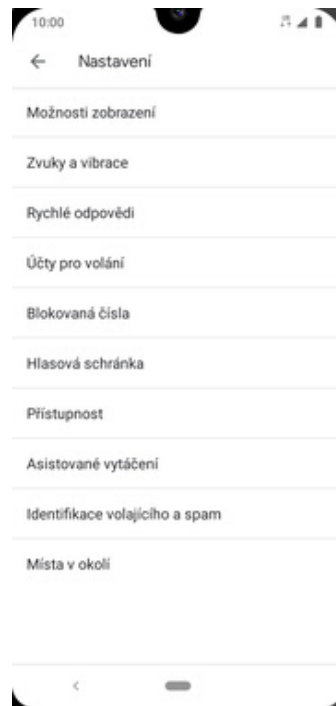 10:00
Nastavení
Možnosti zobrazení
Zvuky a vibrace
Rychlé odpovědi
Účty pro volání
Blokovaná čísla
Hlasová schránka
Přístupnost
Asistované vytáčení
Identifikace volajícího a spam
Místa v okolí